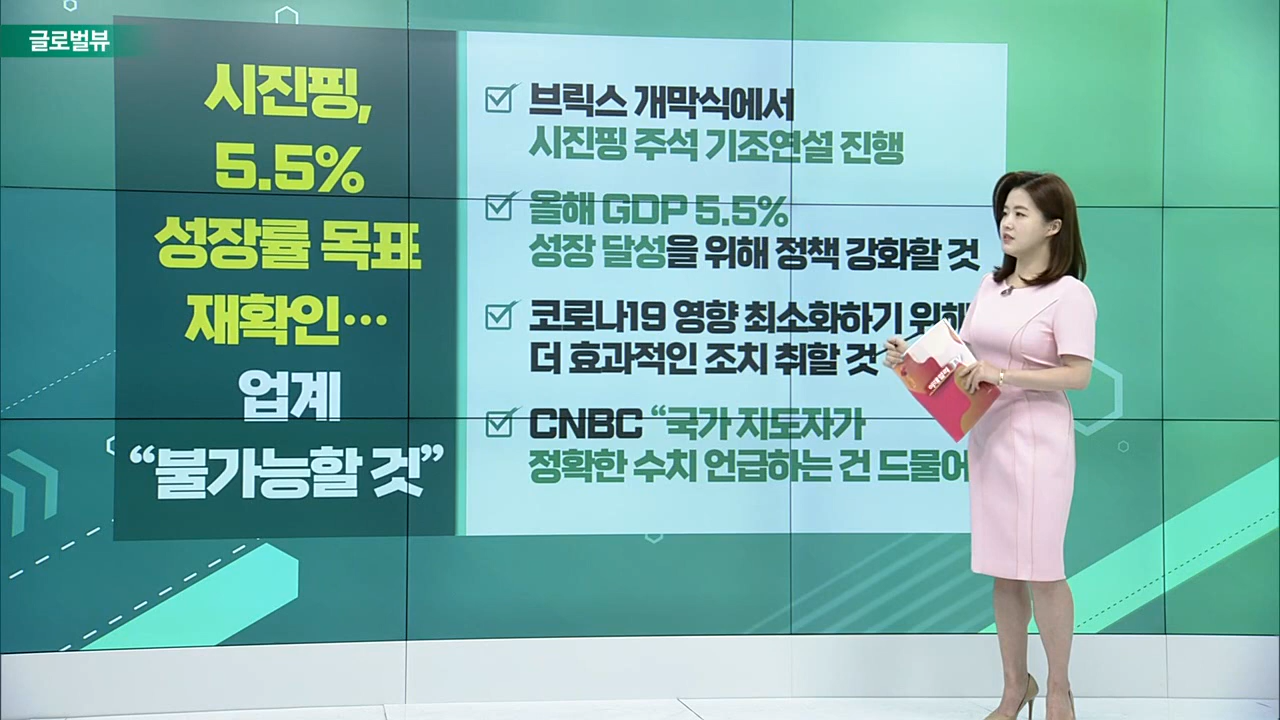 글로벌뷰
시진핑,
5.5%
성장률 목표
재확인…
업계
“불가능할 것”
브릭스 개막식에서
시진핑 주석 기조연설 진행
올해 GDP 5.5%
성장 달성을 위해 정책 강화할 것
코로나19 영향 최소화하기 위해
더 효과적인 조치 취할 것
CNBC “국가 지도자가
정확한 수치 언급하는 건 드물어